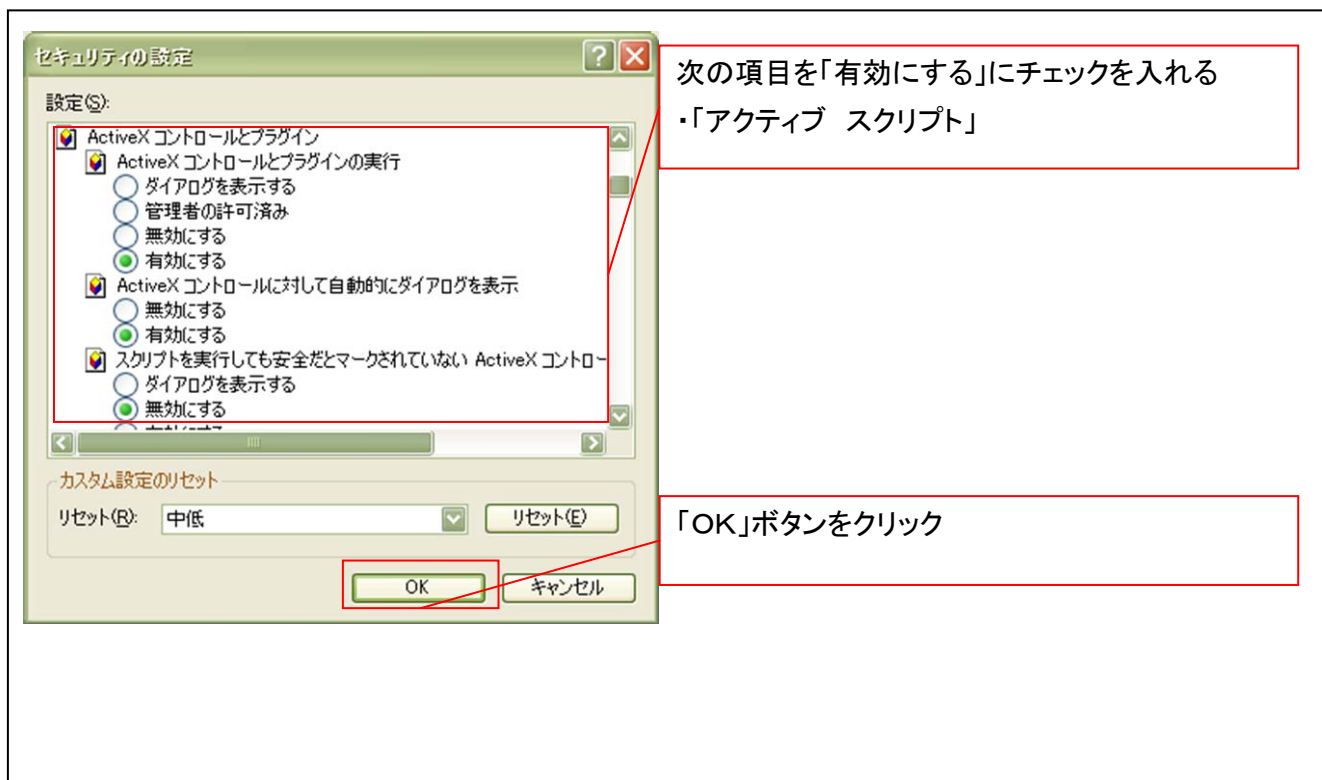 セキュリティの設定
設定(S):
ActiveX コントロールとプラグイン
ActiveX コントロールとプラグインの実行
ダイアログを表示する
管理者の許可済み
無効にする
有効にする
ActiveX コントロールに対して自動的にダイアログを表示
無効にする
有効にする
スクリプトを実行しても安全だとマークされていない ActiveX コントロー
ダイアログを表示する
無効にする
カスタム設定のリセット
リセット(R):
中低
リセット(E)
OK
キャンセル
次の項目を「有効にする」にチェックを入れる
・「アクティブ　スクリプト」
「OK」ボタンをクリック